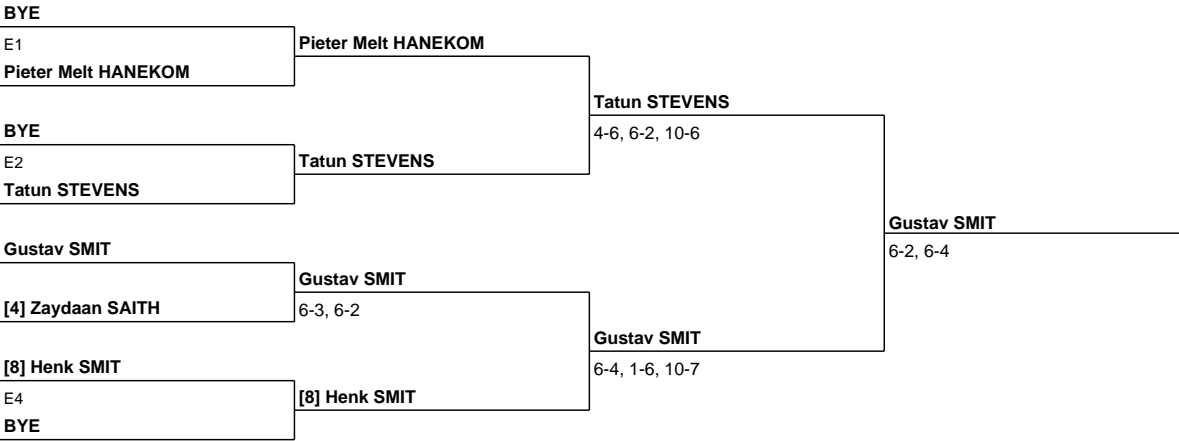 BYE
E1
Pieter Melt HANEKOM
Pieter Melt HANEKOM
Tatun STEVENS
4-6, 6-2, 10-6
BYE
E2
Tatun STEVENS
Tatun STEVENS
Gustav SMIT
6-2, 6-4
Gustav SMIT
Gustav SMIT
[4] Zaydaan SAITH
6-3, 6-2
Gustav SMIT
6-4, 1-6, 10-7
[8] Henk SMIT
E4
[8] Henk SMIT
BYE